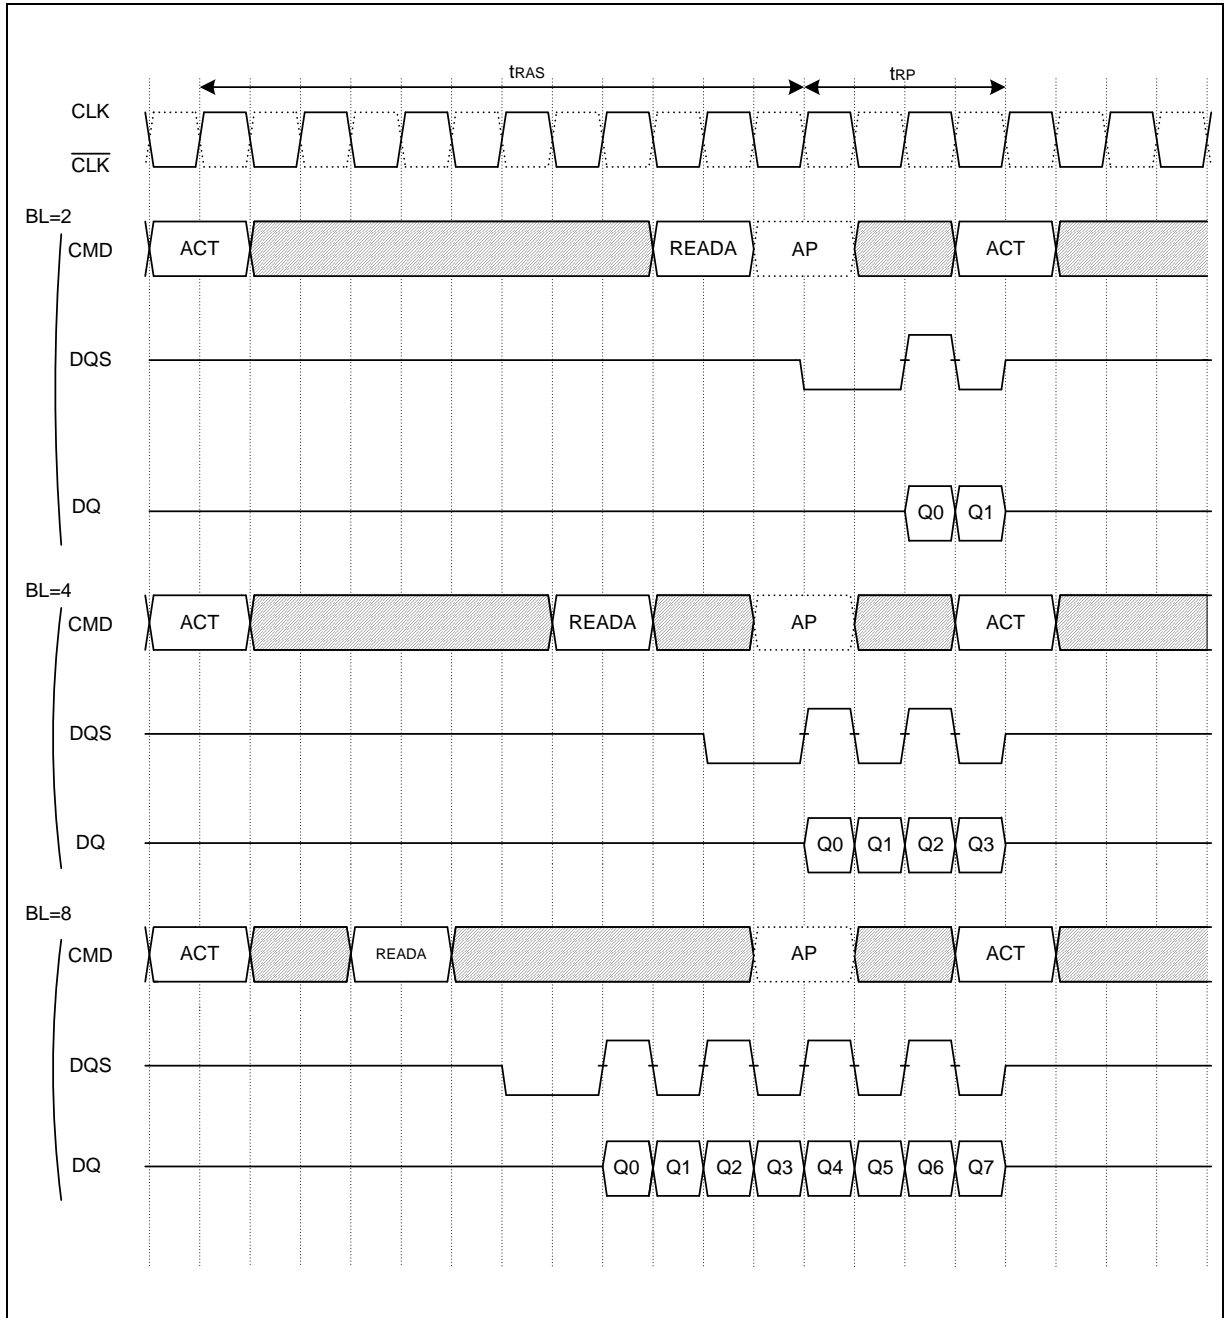 tRAS tRP
CLK
CLK
BL=2
CMD ACT READA AP ACT
DQS
DQ Q0 Q1
BL=4
CMD ACT READA AP ACT
DQS
DQ Q0 Q1 Q2 Q3
BL=8
CMD ACT READA AP ACT
DQS
DQ Q0 Q1 Q2 Q3 Q4 Q5 Q6 Q7